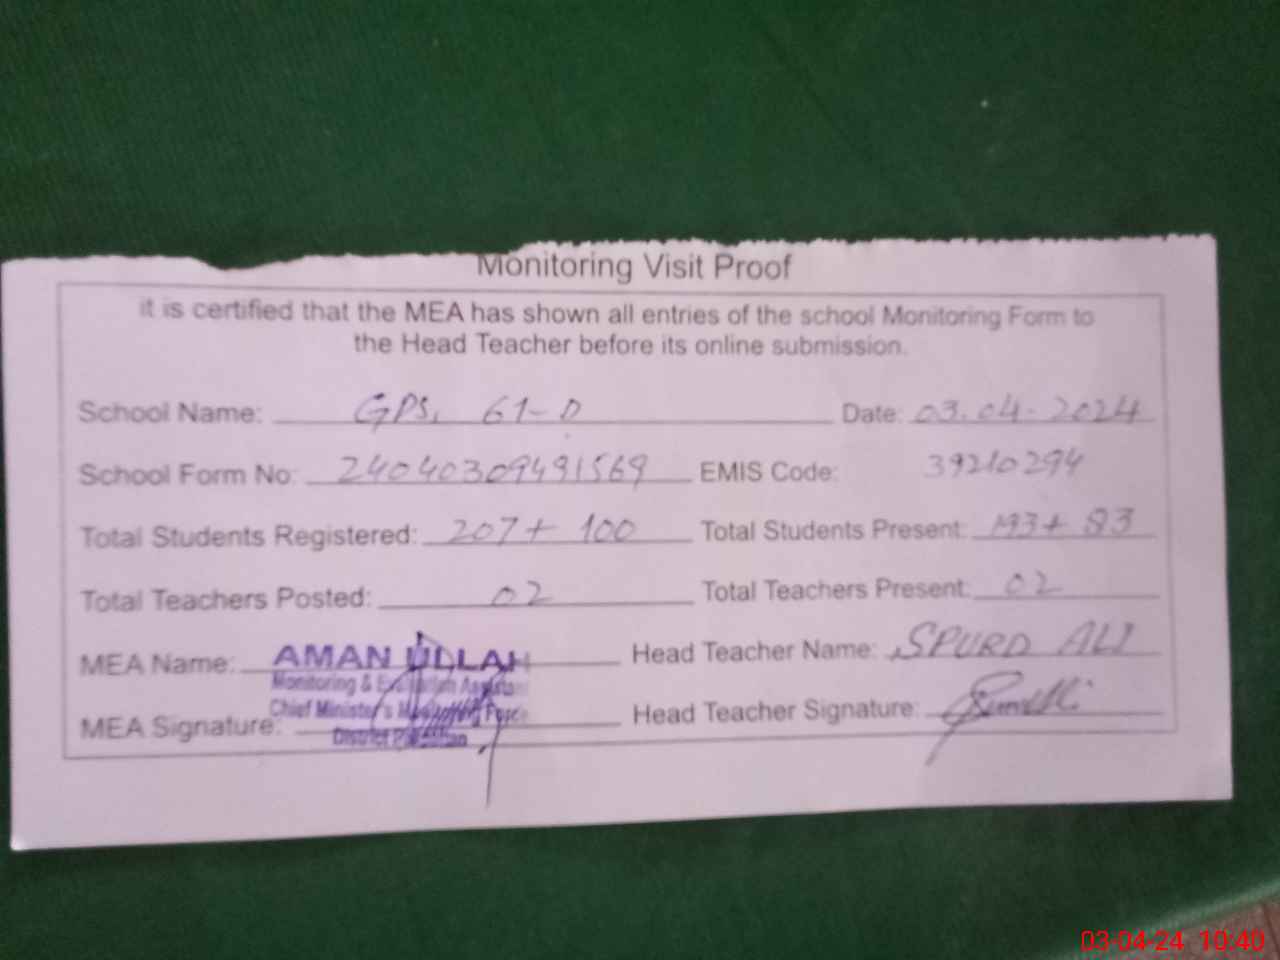 Monitoring Visit Proof
it is certified that the MEA has shown all entries of the school Monitoring Form to
the Head Teacher before its online submission.
School Name: GPS, 61-D Date: 03.04.2024
School Form No: 24040309491569 EMIS Code: 39210294
Total Students Registered: 207 + 100 Total Students Present: 193 + 83
Total Teachers Posted: 02 Total Teachers Present: 02
MEA Name: AMAN ULLAH Head Teacher Name: SPURD ALI
Monitoring & Evaluation Assistant
Chief Minister's Monitoring Force
MEA Signature: Head Teacher Signature:
District Pakpattan
03-04-24 10:40